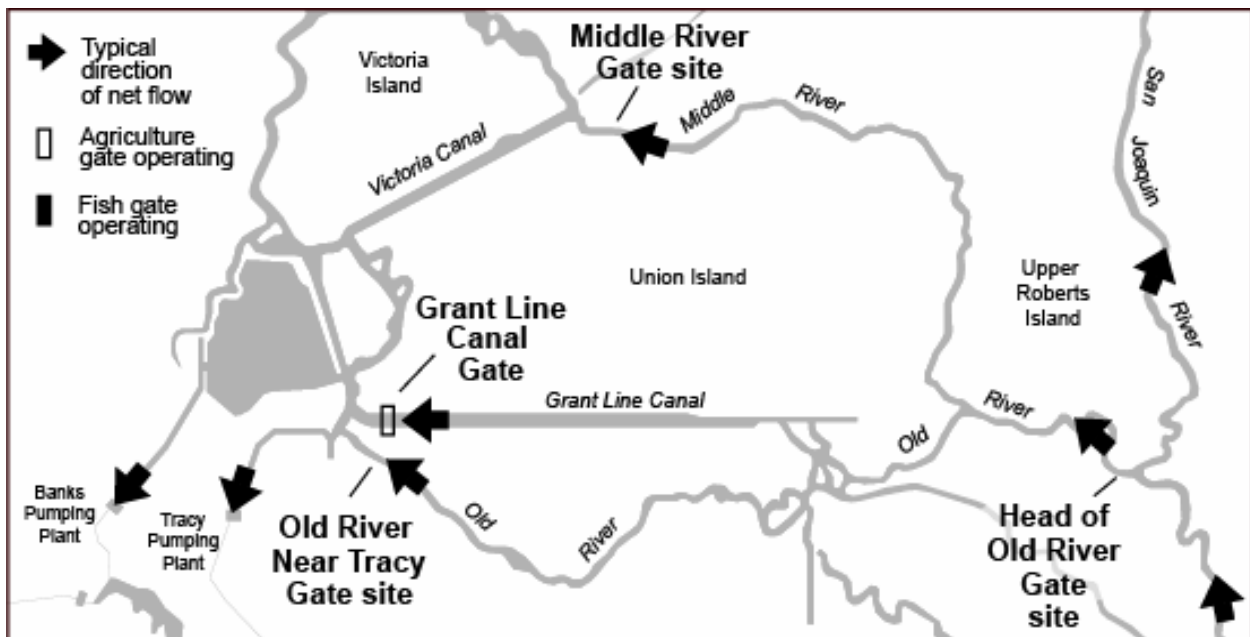 Typical
direction
of net flow
Agriculture
gate operating
Fish gate
operating
Victoria
Island
Middle River
Gate site
Middle
River
San
Joaquin
River
Victoria Canal
Union Island
Upper
Roberts
Island
Grant Line
Canal
Gate
Grant Line Canal
River
Old
Banks
Pumping
Plant
Tracy
Pumping
Plant
Old River
Near Tracy
Gate site
Old
River
Head of
Old River
Gate
site